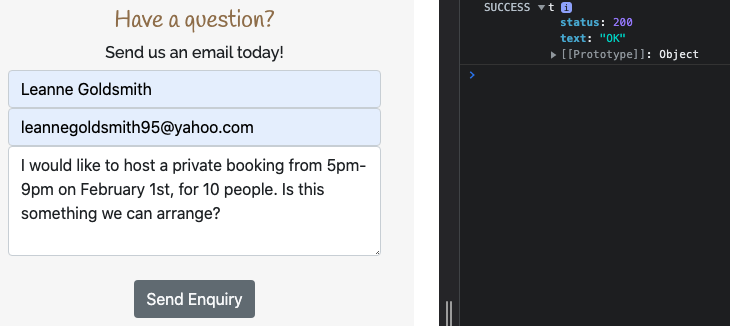 Have a question?
Send us an email today!
Leanne Goldsmith
leannegoldsmith95@yahoo.com
I would like to host a private booking from 5pm-
9pm on February 1st, for 10 people. Is this
something we can arrange?
Send Enquiry
SUCCESS ▼t i
status: 200
text: "OK"
▶[[Prototype]]: Object
>